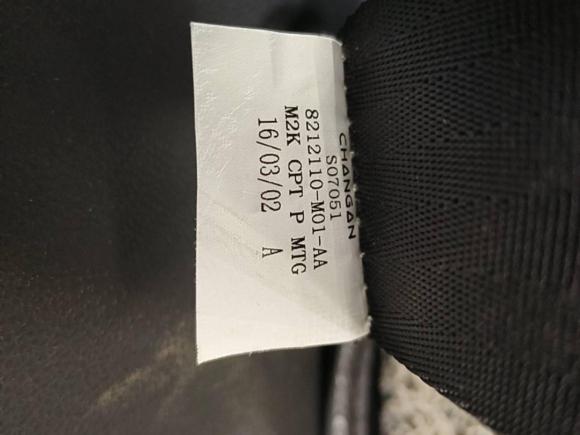 CHANGAN
S07051
8212110-M01-AA
M2K CPT P MTG
16/03/02 A